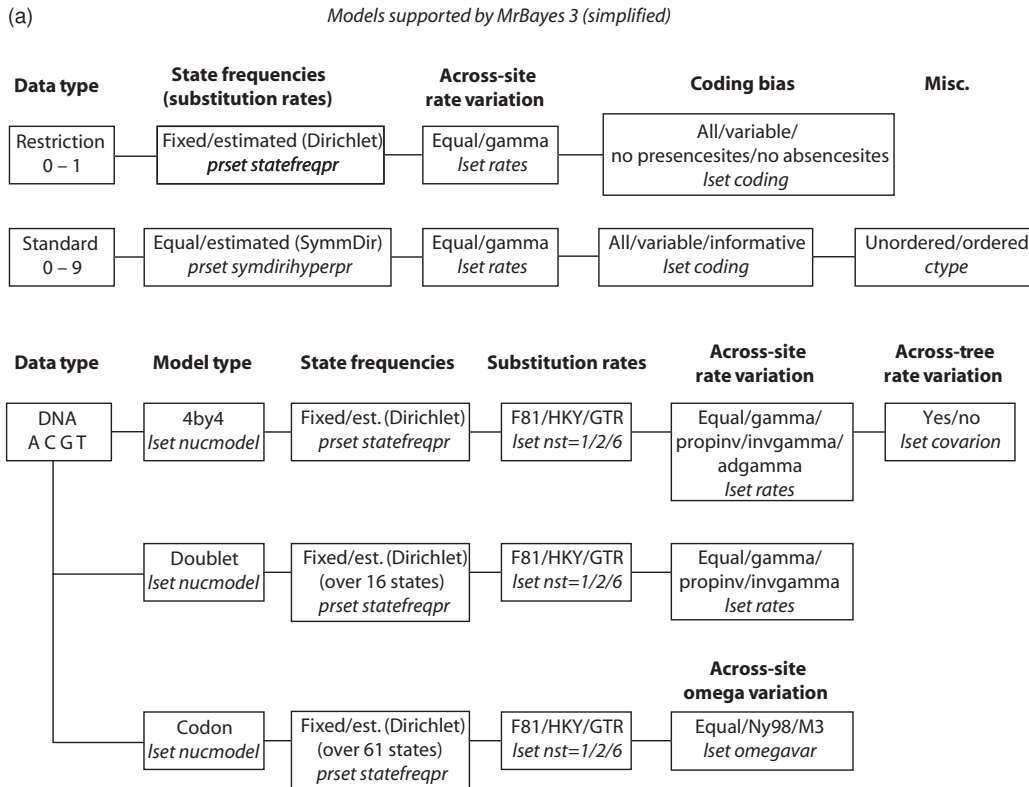 (a)
Models supported by MrBayes 3 (simplified)
Data type
State frequencies
(substitution rates)
Across-site
rate variation
Coding bias
Misc.
Restriction
0 – 1
Fixed/estimated (Dirichlet)
prset statefreqpr
Equal/gamma
lset rates
All/variable/
no presencesites/no absencesites
lset coding
Standard
0 – 9
Equal/estimated (SymmDir)
prset symdirihyperpr
Equal/gamma
lset rates
All/variable/informative
lset coding
Unordered/ordered
ctype
Data type
Model type
State frequencies
Substitution rates
Across-site
rate variation
Across-tree
rate variation
DNA
A C G T
4by4
lset nucmodel
Fixed/est. (Dirichlet)
prset statefreqpr
F81/HKY/GTR
lset nst=1/2/6
Equal/gamma/
propinv/invgamma/
adgamma
lset rates
Yes/no
lset covarion
Doublet
lset nucmodel
Fixed/est. (Dirichlet)
(over 16 states)
prset statefreqpr
F81/HKY/GTR
lset nst=1/2/6
Equal/gamma/
propinv/invgamma
lset rates
Across-site
omega variation
Codon
lset nucmodel
Fixed/est. (Dirichlet)
(over 61 states)
prset statefreqpr
F81/HKY/GTR
lset nst=1/2/6
Equal/Ny98/M3
lset omegavar